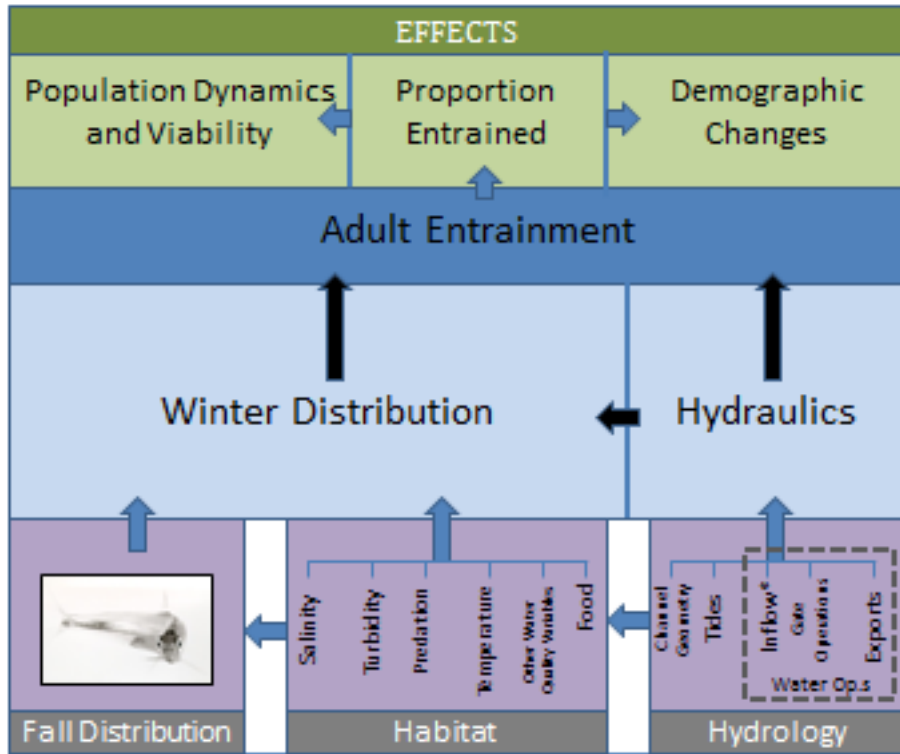 EFFECTS
Population Dynamics
and Viability
Proportion
Entrained
Demographic
Changes
Adult Entrainment
Winter Distribution
Hydraulics
Salinity
Turbidity
Predation
Temperature
Other Water
Quality Variables
Food
Channel
Geometry
Tides
Inflow*
Gate
Operations
Exports
Water Op.s
Fall Distribution
Habitat
Hydrology